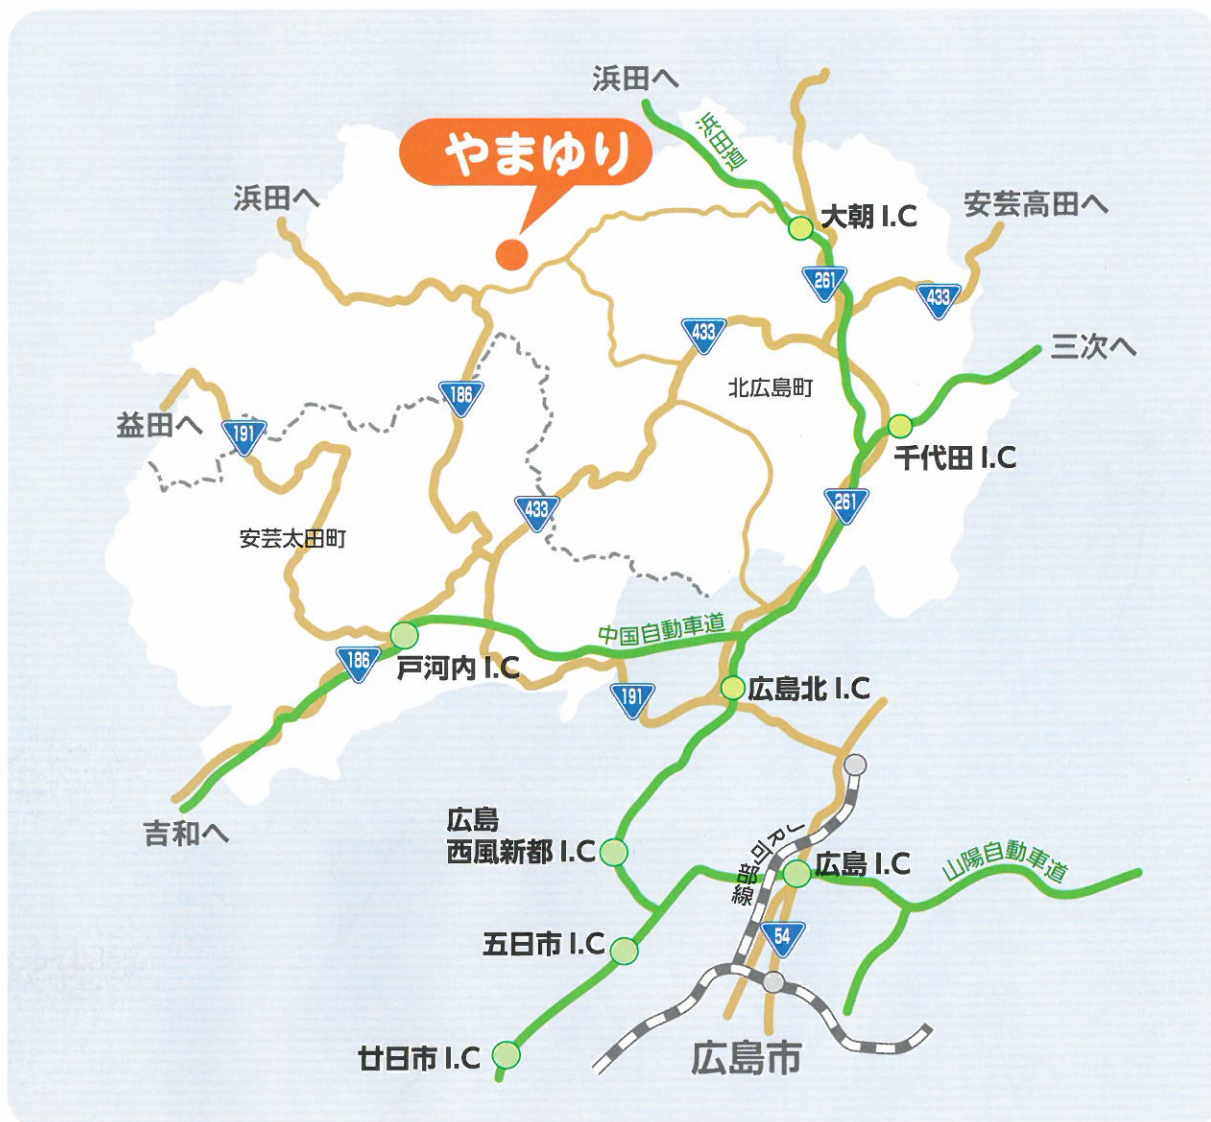 浜田へ
浜田道
やまゆり
浜田へ
大朝 I.C
安芸高田へ
261
433
433
三次へ
北広島町
186
益田へ
191
千代田 I.C
261
433
安芸太田町
中国自動車道
186
戸河内 I.C
191
広島北 I.C
吉和へ
広島
西風新都 I.C
JR可部線
広島 I.C
山陽自動車道
五日市 I.C
54
廿日市 I.C
広島市